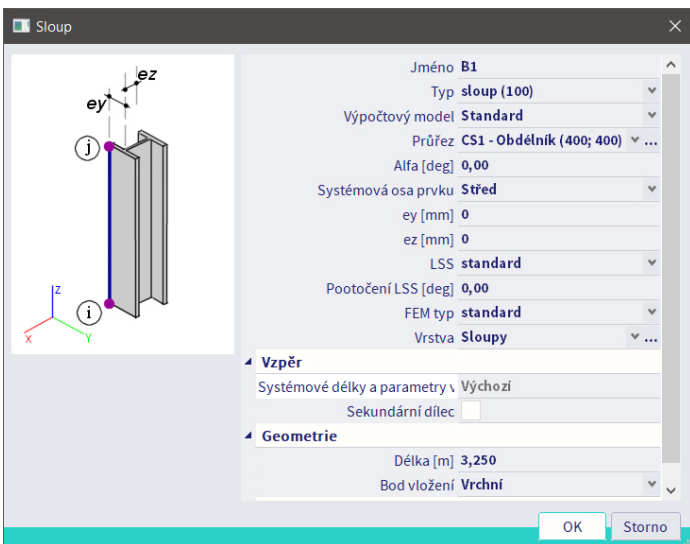 Sloup
ez
ey
j
i
Z
X
Y
Jméno B1
Typ sloup (100)
Výpočtový model Standard
Průřez CS1 - Obdélník (400; 400) ...
Alfa [deg] 0,00
Systémová osa prvku Střed
ey [mm] 0
ez [mm] 0
LSS standard
Pootočení LSS [deg] 0,00
FEM typ standard
Vrstva Sloupy ...
Vzpěr
Systémové délky a parametry v Výchozí
Sekundární dílec
Geometrie
Délka [m] 3,250
Bod vložení Vrchní
OK Storno